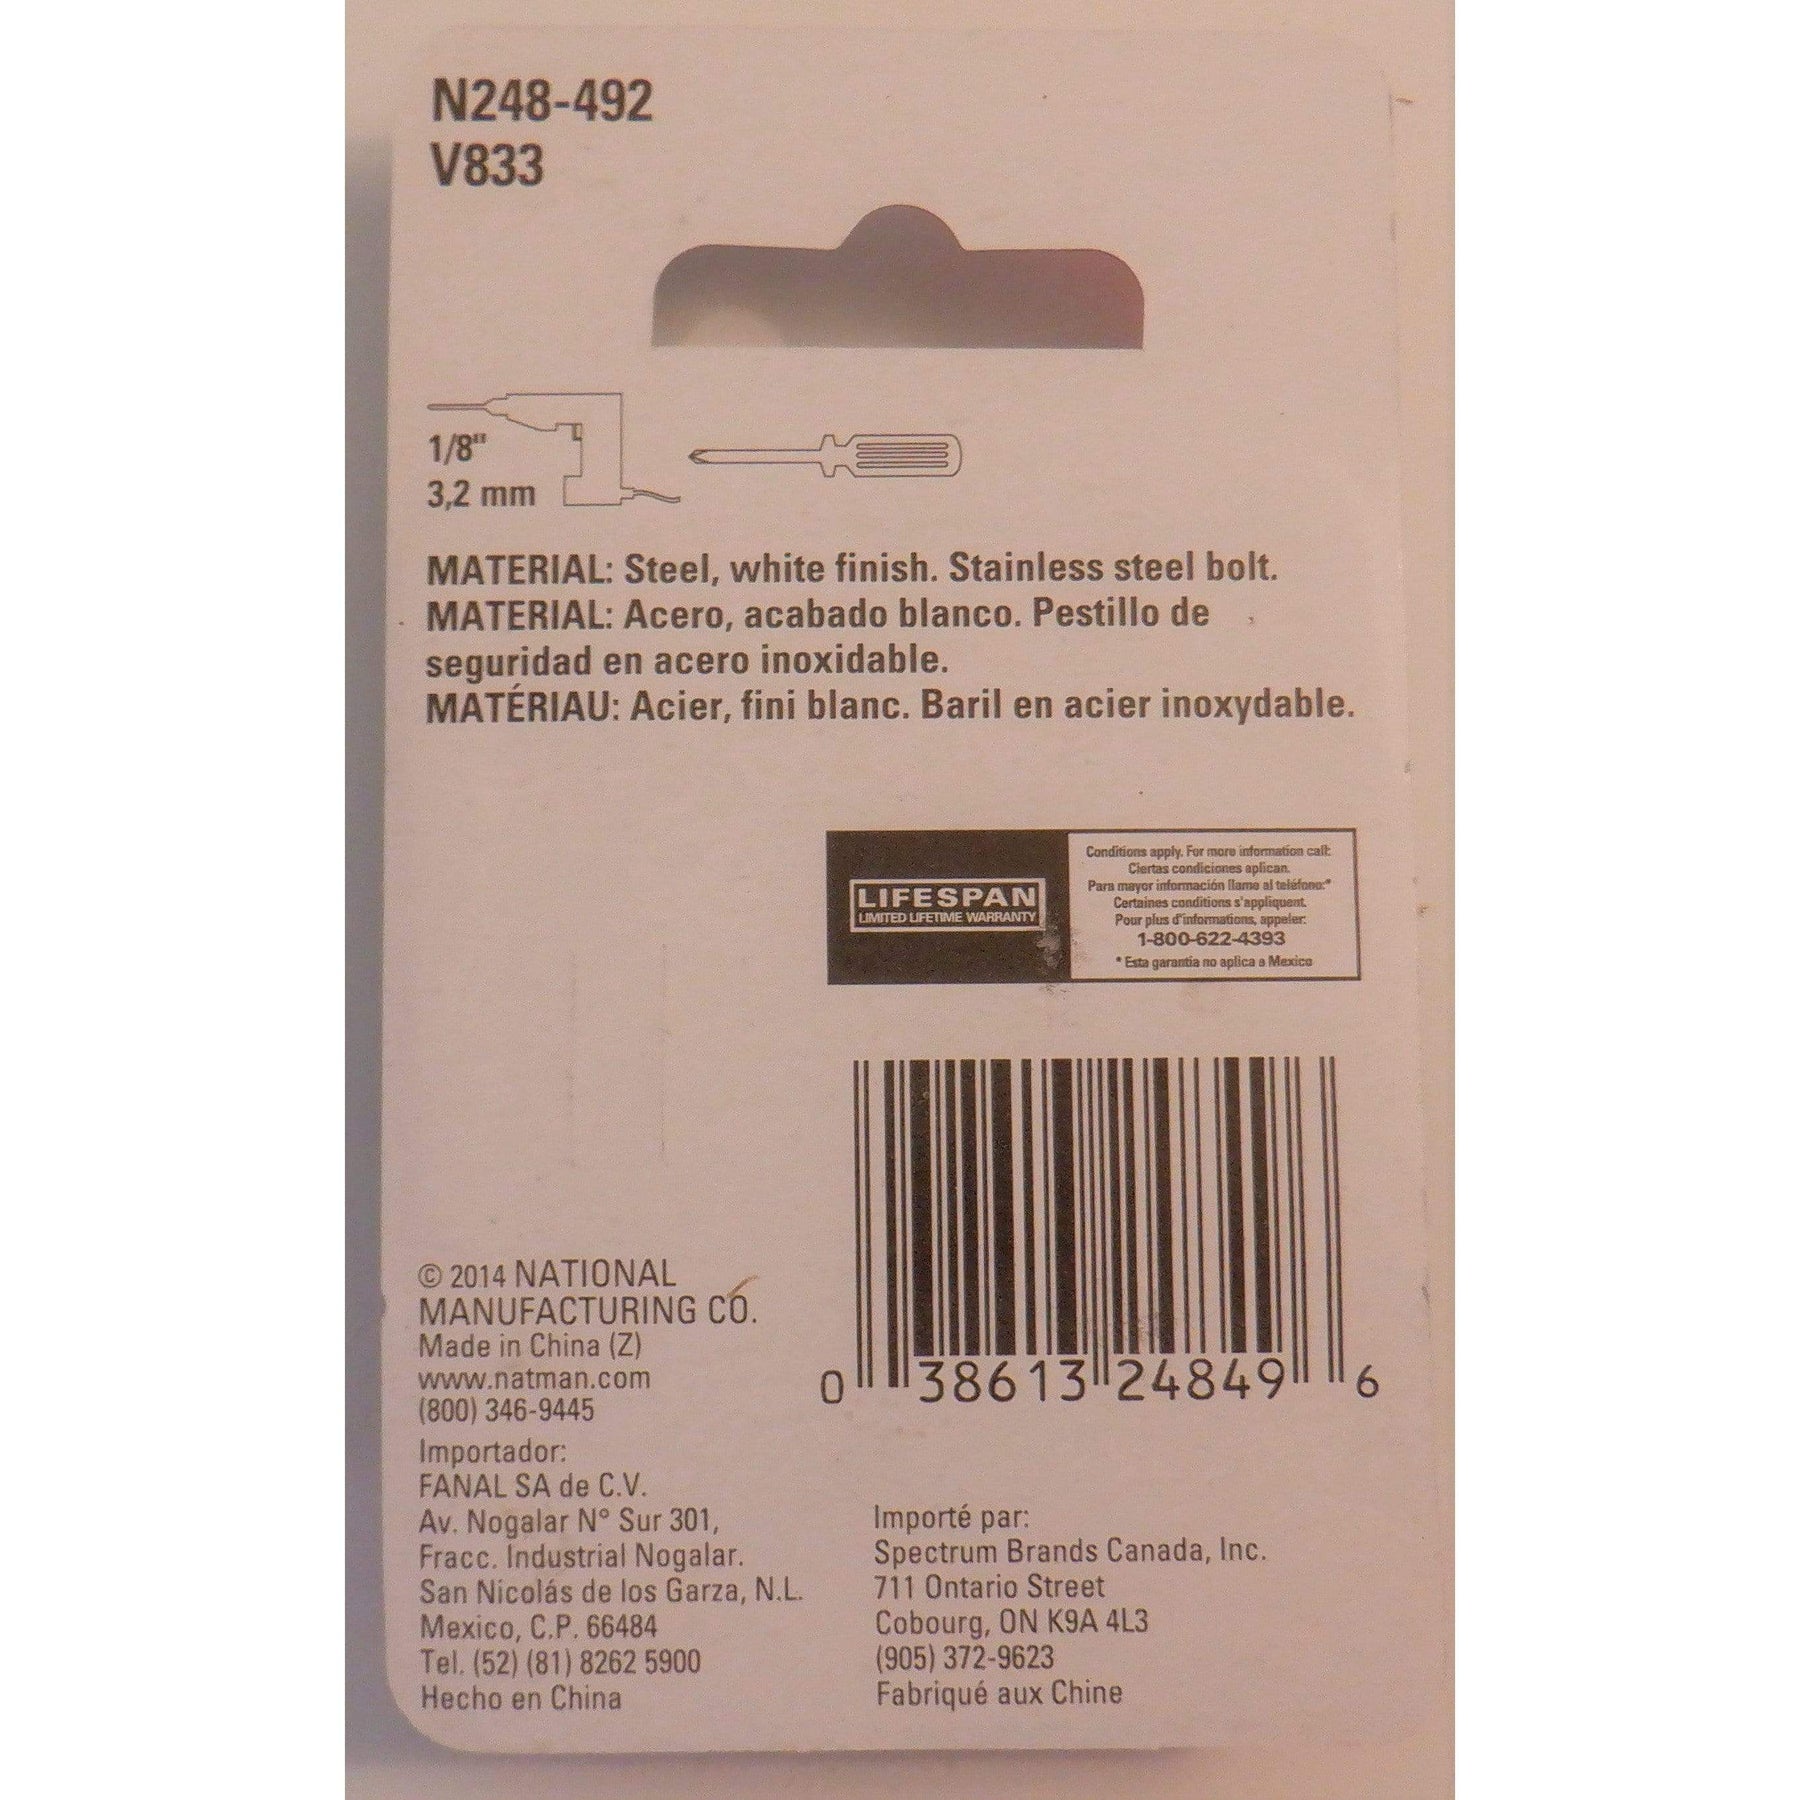 N248-492
V833
1/8"
3,2 mm
MATERIAL: Steel, white finish. Stainless steel bolt.
MATERIAL: Acero, acabado blanco. Pestillo de
seguridad en acero inoxidable.
MATÉRIAU: Acier, fini blanc. Baril en acier inoxydable.
LIFESPAN
LIMITED LIFETIME WARRANTY
Conditions apply. For more information call:
Ciertas condiciones aplican.
Para mayor información llame al teléfono:*
Certaines conditions s'appliquent.
Pour plus d'informations, appeler:
1-800-622-4393
* Esta garantia no aplica a Mexico
0 38613 24849 6
© 2014 NATIONAL
MANUFACTURING CO.
Made in China (Z)
www.natman.com
(800) 346-9445
Importador:
FANAL SA de C.V.
Av. Nogalar N° Sur 301,
Fracc. Industrial Nogalar.
San Nicolás de los Garza, N.L.
Mexico, C.P. 66484
Tel. (52) (81) 8262 5900
Hecho en China
Importé par:
Spectrum Brands Canada, Inc.
711 Ontario Street
Cobourg, ON K9A 4L3
(905) 372-9623
Fabriqué aux Chine